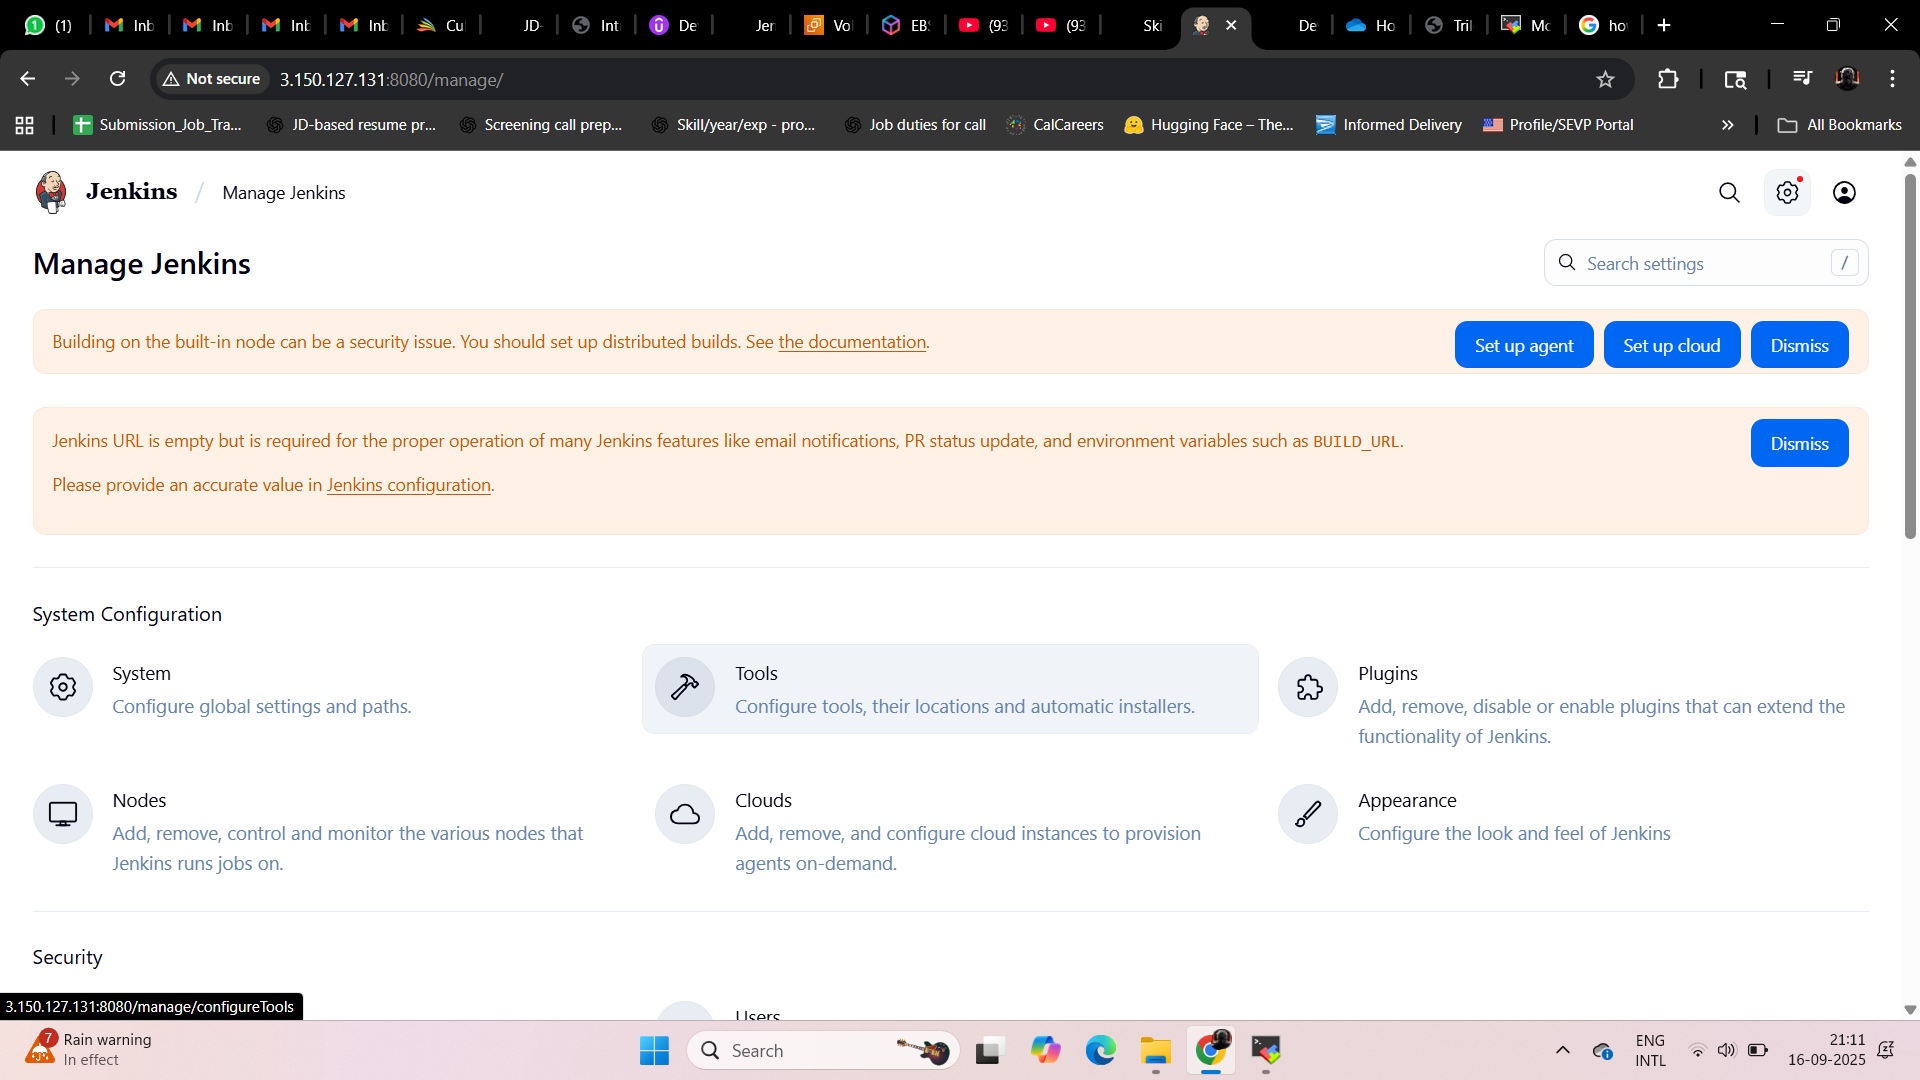 (1)
Inb
Inb
Inb
Inb
Cu
JD-
Int
De
Jer
Vol
EBS
(93
(93
Ski
De
Ho
Tril
Mo
ho
Not secure
3.150.127.131:8080/manage/
Submission_Job_Tra...
JD-based resume pr...
Screening call prep...
Skill/year/exp - pro...
Job duties for call
CalCareers
Hugging Face – The...
Informed Delivery
Profile/SEVP Portal
»
All Bookmarks
Jenkins / Manage Jenkins
Manage Jenkins
Search settings /
Building on the built-in node can be a security issue. You should set up distributed builds. See the documentation.
Set up agent
Set up cloud
Dismiss
Jenkins URL is empty but is required for the proper operation of many Jenkins features like email notifications, PR status update, and environment variables such as BUILD_URL.
Dismiss
Please provide an accurate value in Jenkins configuration.
System Configuration
System
Configure global settings and paths.
Tools
Configure tools, their locations and automatic installers.
Plugins
Add, remove, disable or enable plugins that can extend the
functionality of Jenkins.
Nodes
Add, remove, control and monitor the various nodes that
Jenkins runs jobs on.
Clouds
Add, remove, and configure cloud instances to provision
agents on-demand.
Appearance
Configure the look and feel of Jenkins
Security
Users
3.150.127.131:8080/manage/configureTools
7
Rain warning
In effect
Search
ENG
INTL
21:11
16-09-2025